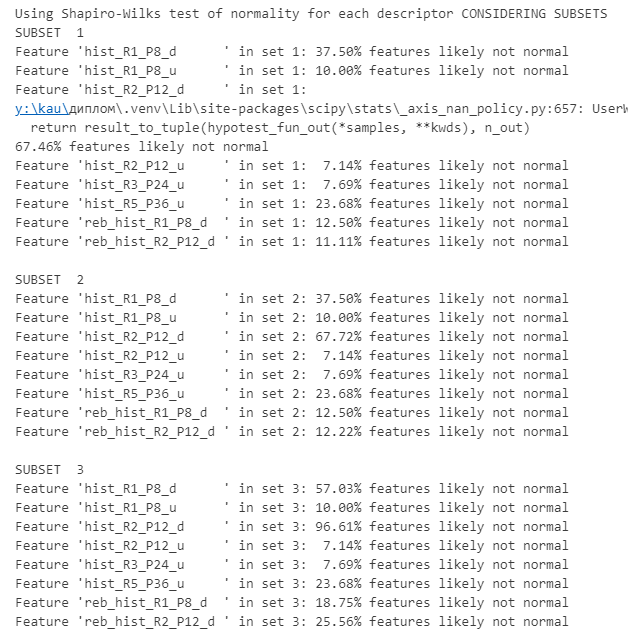 Using Shapiro-Wilks test of normality for each descriptor CONSIDERING SUBSETS
SUBSET  1
Feature 'hist_R1_P8_d      ' in set 1: 37.50% features likely not normal
Feature 'hist_R1_P8_u      ' in set 1: 10.00% features likely not normal
Feature 'hist_R2_P12_d     ' in set 1:
y:\kau\диплом\.venv\Lib\site-packages\scipy\stats\_axis_nan_policy.py:657: UserW
  return result_to_tuple(hypotest_fun_out(*samples, **kwds), n_out)
67.46% features likely not normal
Feature 'hist_R2_P12_u     ' in set 1:  7.14% features likely not normal
Feature 'hist_R3_P24_u     ' in set 1:  7.69% features likely not normal
Feature 'hist_R5_P36_u     ' in set 1: 23.68% features likely not normal
Feature 'reb_hist_R1_P8_d  ' in set 1: 12.50% features likely not normal
Feature 'reb_hist_R2_P12_d ' in set 1: 11.11% features likely not normal

SUBSET  2
Feature 'hist_R1_P8_d      ' in set 2: 37.50% features likely not normal
Feature 'hist_R1_P8_u      ' in set 2: 10.00% features likely not normal
Feature 'hist_R2_P12_d     ' in set 2: 67.72% features likely not normal
Feature 'hist_R2_P12_u     ' in set 2:  7.14% features likely not normal
Feature 'hist_R3_P24_u     ' in set 2:  7.69% features likely not normal
Feature 'hist_R5_P36_u     ' in set 2: 23.68% features likely not normal
Feature 'reb_hist_R1_P8_d  ' in set 2: 12.50% features likely not normal
Feature 'reb_hist_R2_P12_d ' in set 2: 12.22% features likely not normal

SUBSET  3
Feature 'hist_R1_P8_d      ' in set 3: 57.03% features likely not normal
Feature 'hist_R1_P8_u      ' in set 3: 10.00% features likely not normal
Feature 'hist_R2_P12_d     ' in set 3: 96.61% features likely not normal
Feature 'hist_R2_P12_u     ' in set 3:  7.14% features likely not normal
Feature 'hist_R3_P24_u     ' in set 3:  7.69% features likely not normal
Feature 'hist_R5_P36_u     ' in set 3: 23.68% features likely not normal
Feature 'reb_hist_R1_P8_d  ' in set 3: 18.75% features likely not normal
Feature 'reb_hist_R2_P12_d ' in set 3: 25.56% features likely not normal